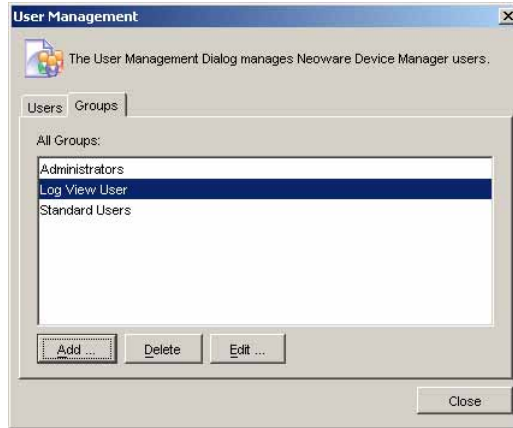 User Management
The User Management Dialog manages Neoware Device Manager users.
Users Groups
All Groups:
Administrators
Log View User
Standard Users
Add ... Delete Edit ...
Close